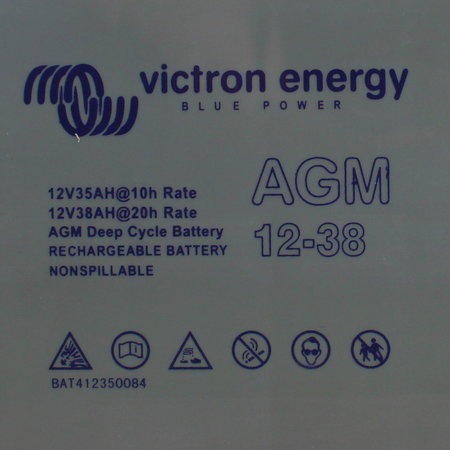 victron energy
BLUE POWER
12V35AH@10h Rate
12V38AH@20h Rate
AGM Deep Cycle Battery
RECHARGEABLE BATTERY
NONSPILLABLE
AGM
12-38
BAT412350084